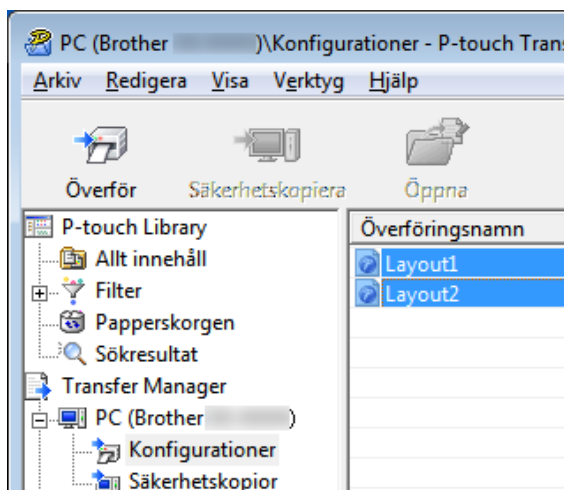 PC (Brother )\Konfigurationer - P-touch Tran
Arkiv Redigera Visa Verktyg Hjälp
Överför Säkerhetskopiera Öppna
P-touch Library
Allt innehåll
Filter
Papperskorgen
Sökresultat
Transfer Manager
PC (Brother )
Konfigurationer
Säkerhetskopior
Överföringsnamn
Layout1
Layout2